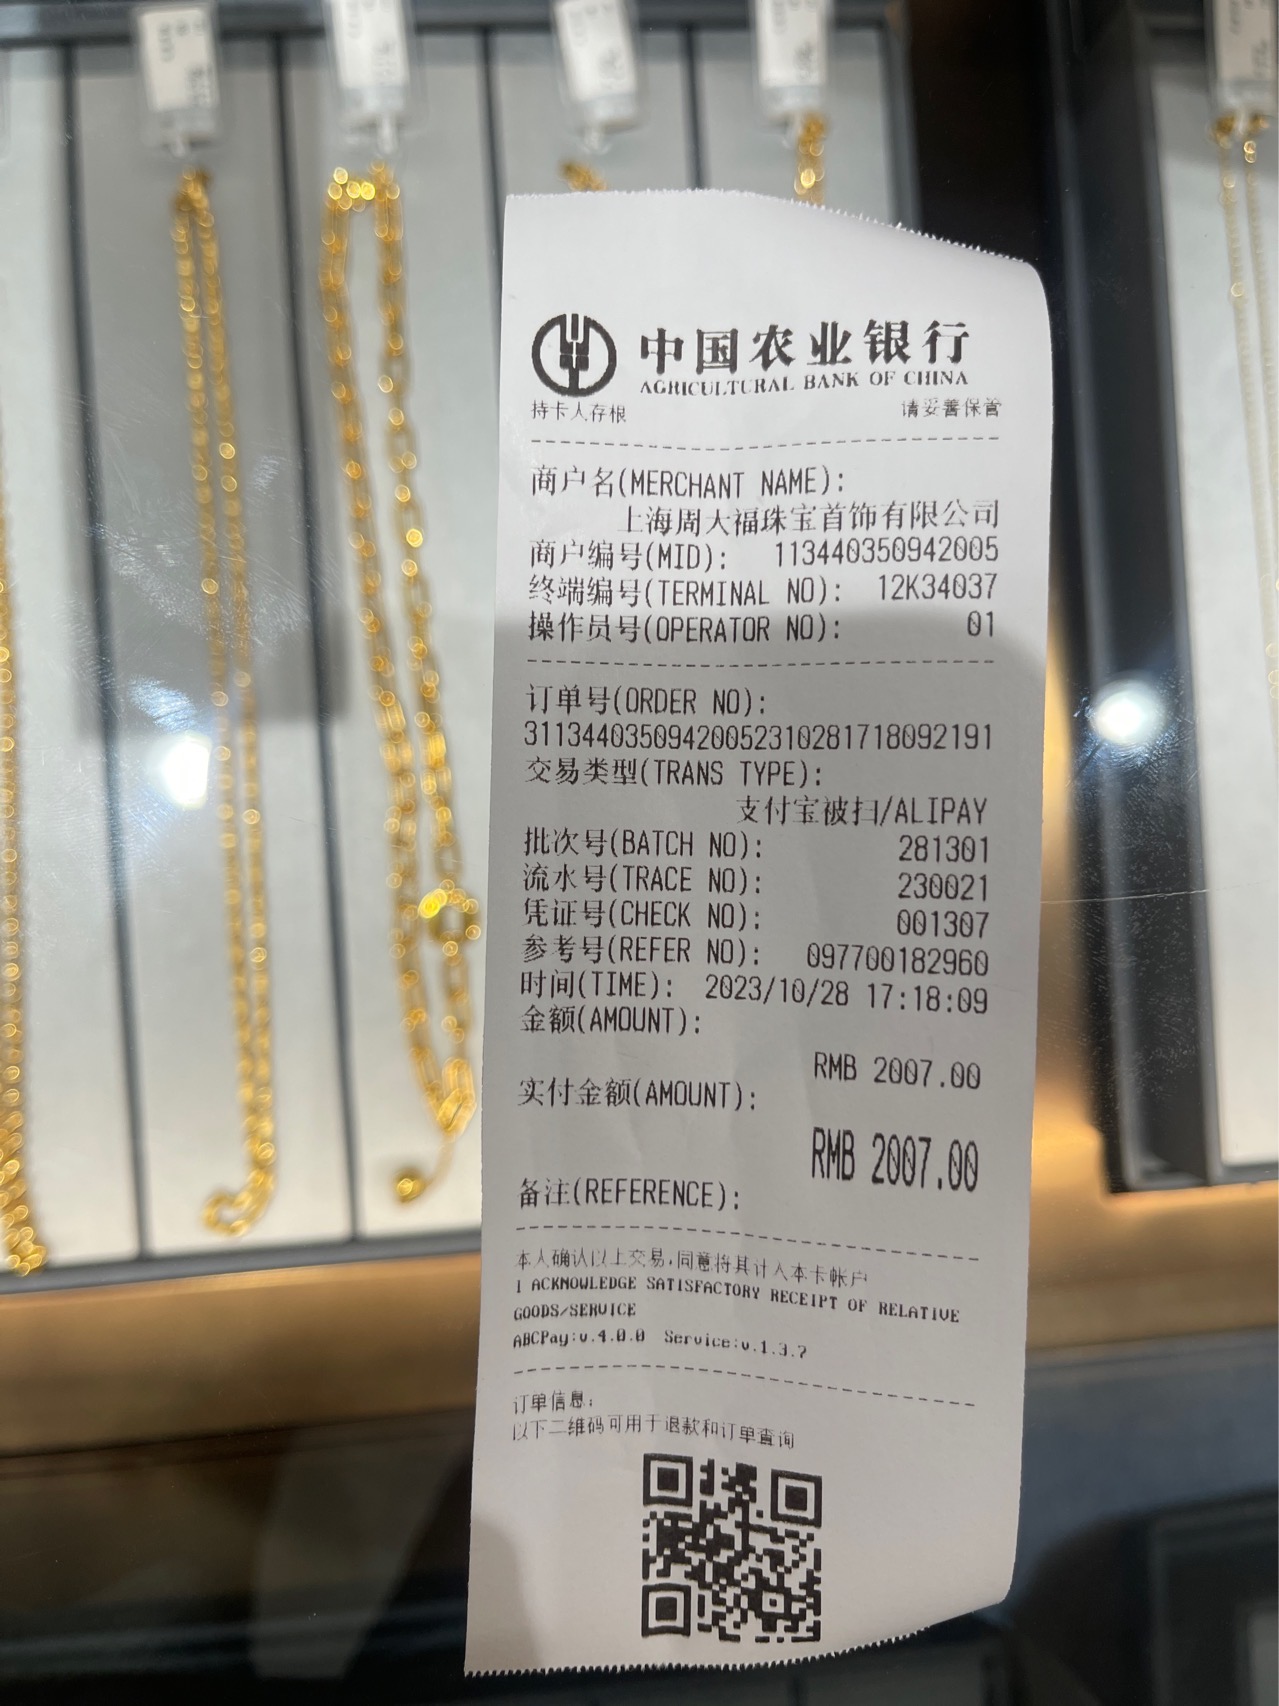 中国农业银行
AGRICULTURAL BANK OF CHINA
持卡人存根 请妥善保管
商户名(MERCHANT NAME):
上海周大福珠宝首饰有限公司
商户编号(MID): 113440350942005
终端编号(TERMINAL NO): 12K34037
操作员号(OPERATOR NO): 01
订单号(ORDER NO):
31134403509420052310281718092191
交易类型(TRANS TYPE):
支付宝被扫/ALIPAY
批次号(BATCH NO): 281301
流水号(TRACE NO): 230021
凭证号(CHECK NO): 001307
参考号(REFER NO): 097700182960
时间(TIME): 2023/10/28 17:18:09
金额(AMOUNT):
RMB 2007.00
实付金额(AMOUNT):
RMB 2007.00
备注(REFERENCE):
本人确认以上交易,同意将其计入本卡帐户
I ACKNOWLEDGE SATISFACTORY RECEIPT OF RELATIVE
GOODS/SERVICE
ABCPay:v.4.0.0 Service:v.1.3.7
订单信息:
以下二维码可用于退款和订单查询